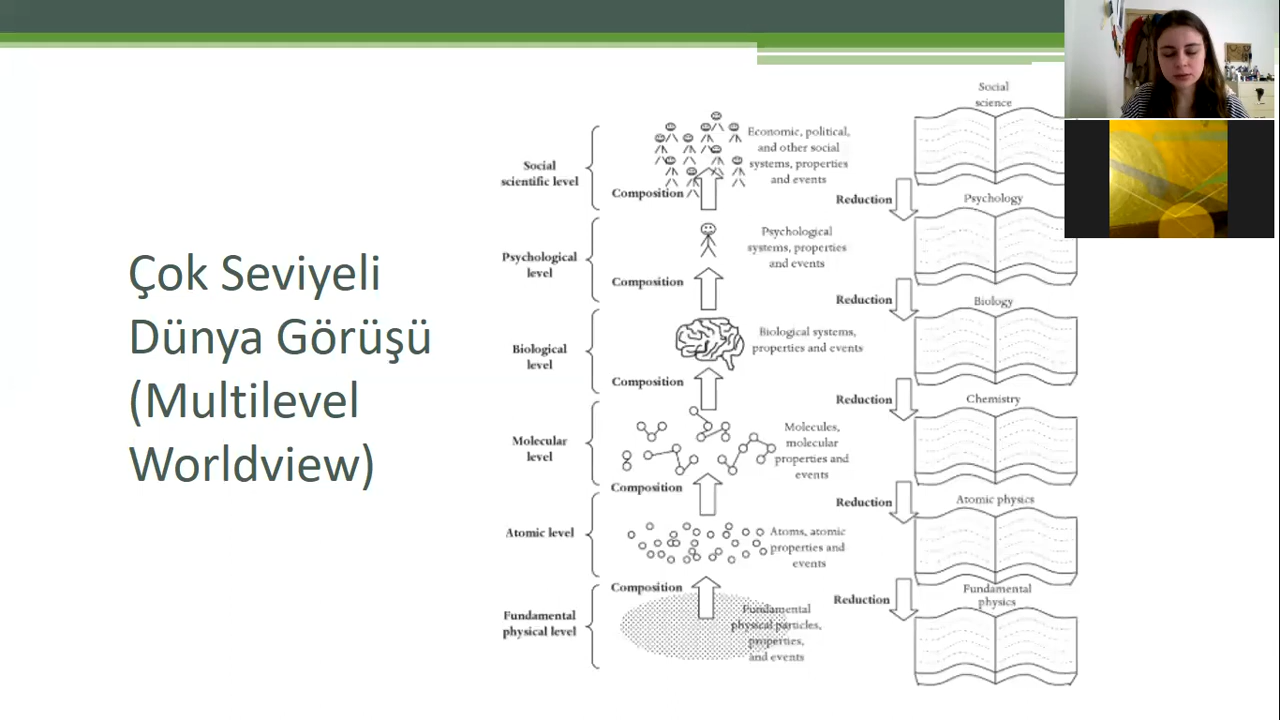 Çok Seviyeli
Dünya Görüşü
(Multilevel
Worldview)
Social
scientific level
Composition
Economic, political,
and other social
systems, properties
and events
Reduction
Social
science
Psychological
level
Composition
Psychological
systems, properties
and events
Reduction
Psychology
Biological
level
Composition
Biological systems,
properties and events
Reduction
Biology
Molecular
level
Composition
Molecules,
molecular
properties and
events
Reduction
Chemistry
Atomic level
Composition
Atoms, atomic
properties and
events
Reduction
Atomic physics
Fundamental
physical level
Fundamental
physical particles,
properties,
and events
Fundamental
physics